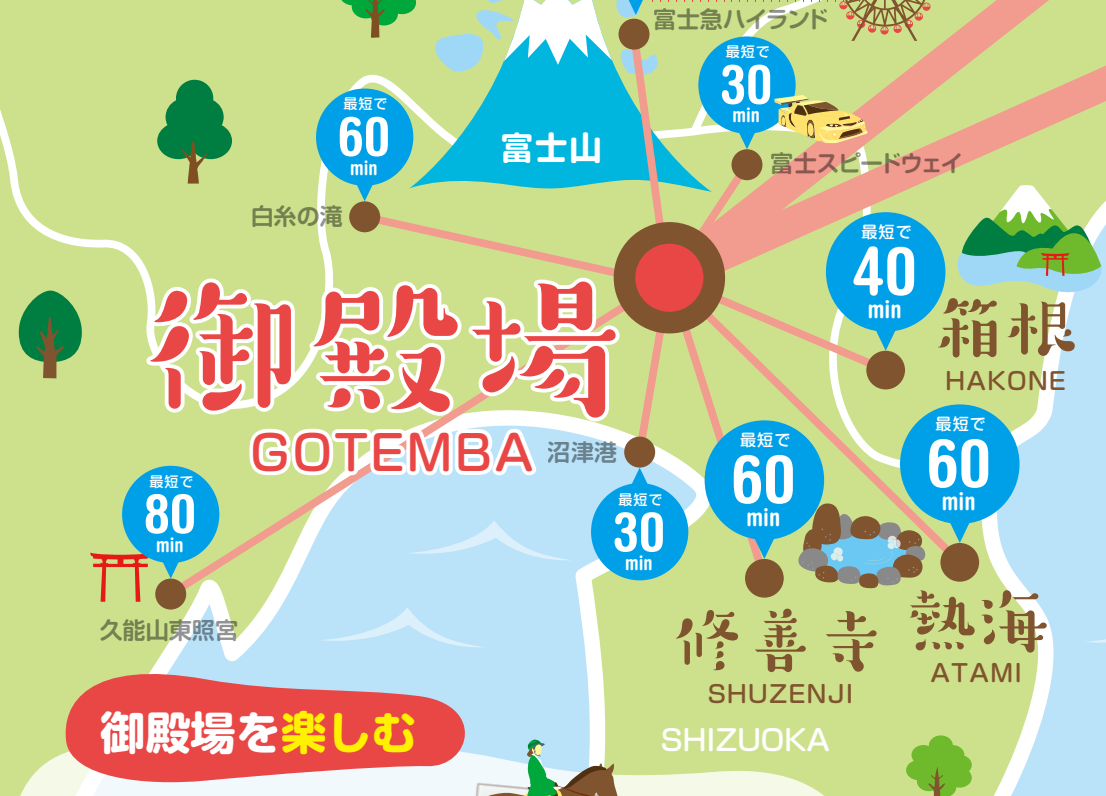 富士急ハイランド
最短で
30
min
富士スピードウェイ
最短で
60
min
富士山
白糸の滝
最短で
40
min
箱根
HAKONE
御殿場
GOTEMBA
沼津港
最短で
30
min
最短で
60
min
修善寺
SHUZENJI
最短で
60
min
熱海
ATAMI
最短で
80
min
久能山東照宮
SHIZUOKA
御殿場を楽しむ